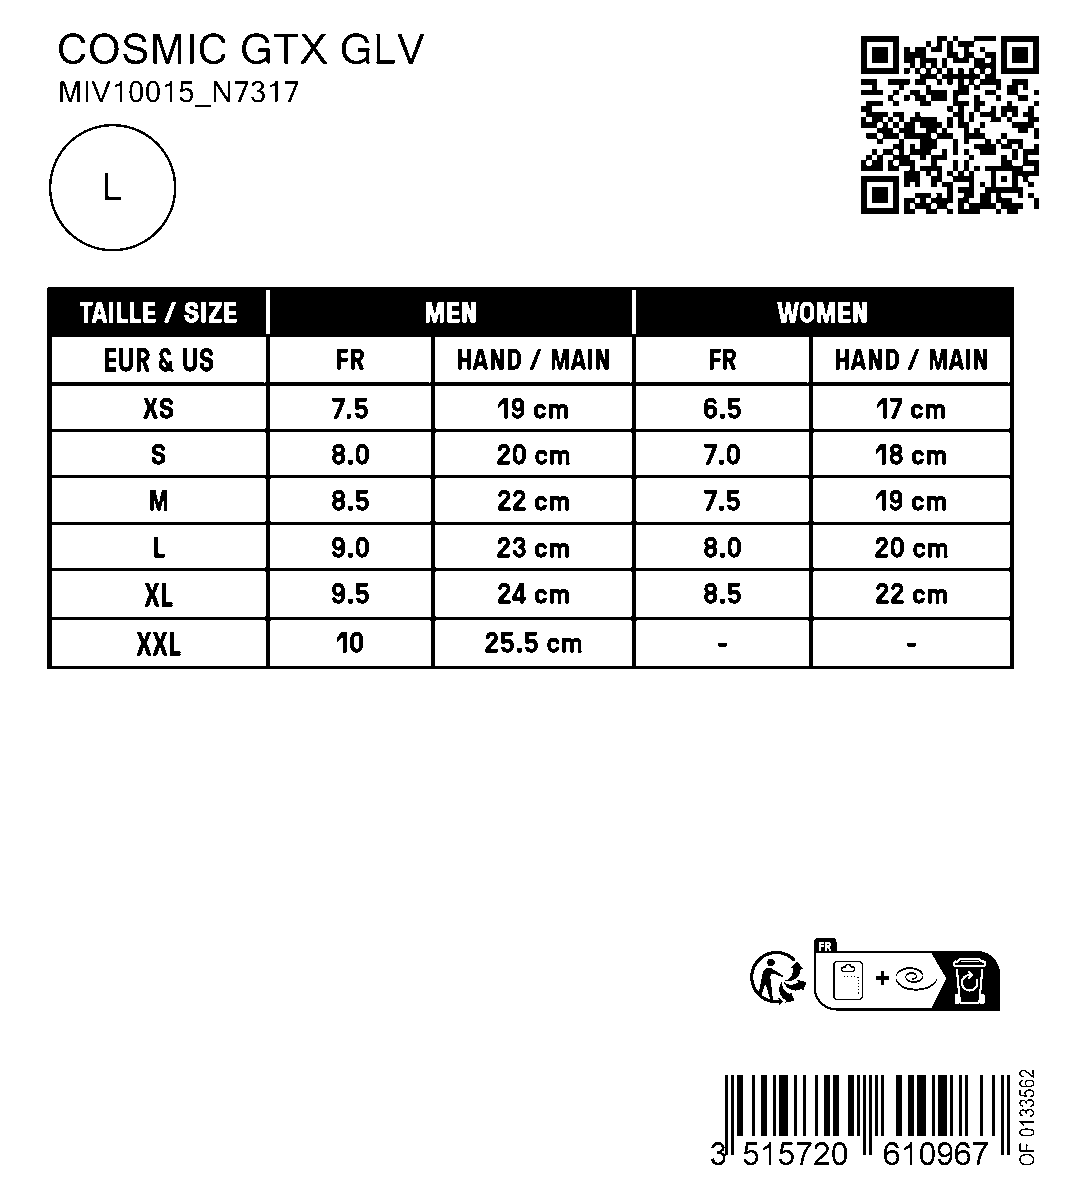 COSMIC GTX GLV
MIV10015_N7317
L
TAILLE / SIZE MEN WOMEN
EUR & US FR HAND / MAIN FR HAND / MAIN
XS 7.5 19 cm 6.5 17 cm
S 8.0 20 cm 7.0 18 cm
M 8.5 22 cm 7.5 19 cm
L 9.0 23 cm 8.0 20 cm
XL 9.5 24 cm 8.5 22 cm
XXL 10 25.5 cm - -
FR
+
3 515720 610967
OF 0133562